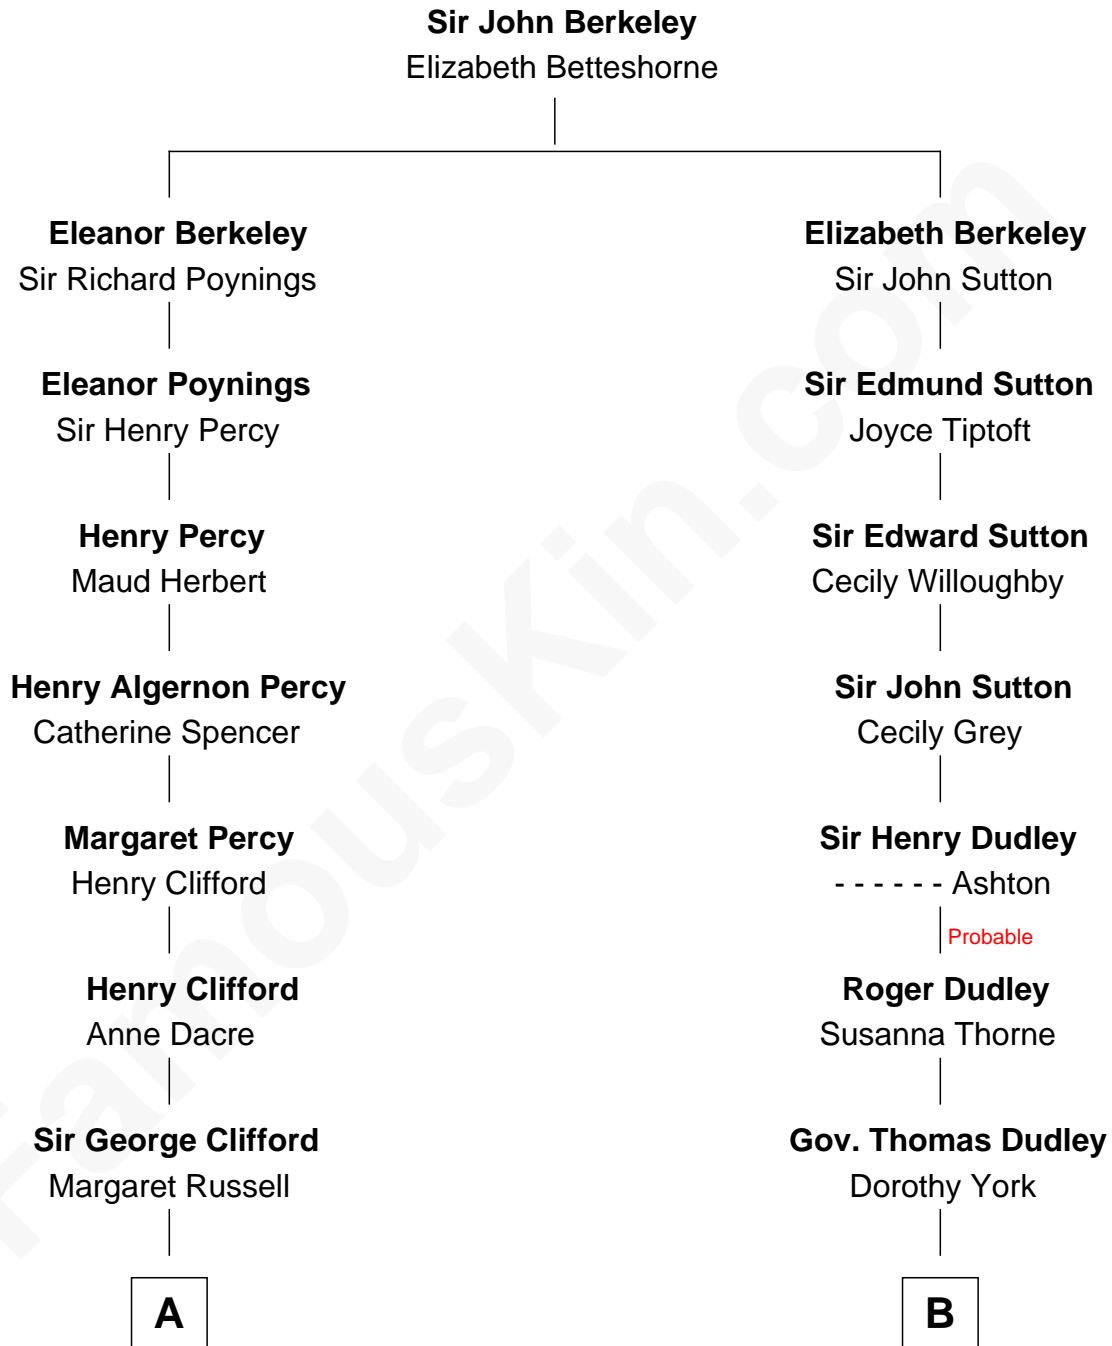 Sir John Berkeley
Elizabeth Betteshorne
Eleanor Berkeley
Sir Richard Poynings
Elizabeth Berkeley
Sir John Sutton
Eleanor Poynings
Sir Henry Percy
Sir Edmund Sutton
Joyce Tiptoft
Henry Percy
Maud Herbert
Sir Edward Sutton
Cecily Willoughby
Henry Algernon Percy
Catherine Spencer
Sir John Sutton
Cecily Grey
Margaret Percy
Henry Clifford
Sir Henry Dudley
- - - - - - Ashton
Probable
Henry Clifford
Anne Dacre
Roger Dudley
Susanna Thorne
Sir George Clifford
Margaret Russell
Gov. Thomas Dudley
Dorothy York
A
B
FamousKin.com